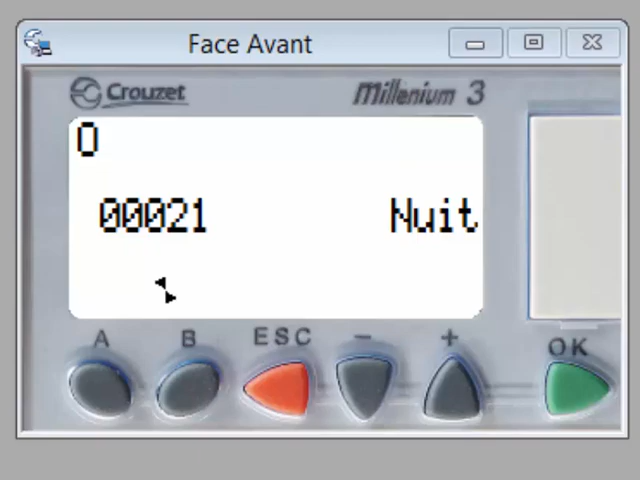 Face Avant
Crouzet Millenium 3
0
00021 Nuit
A B ESC - + OK